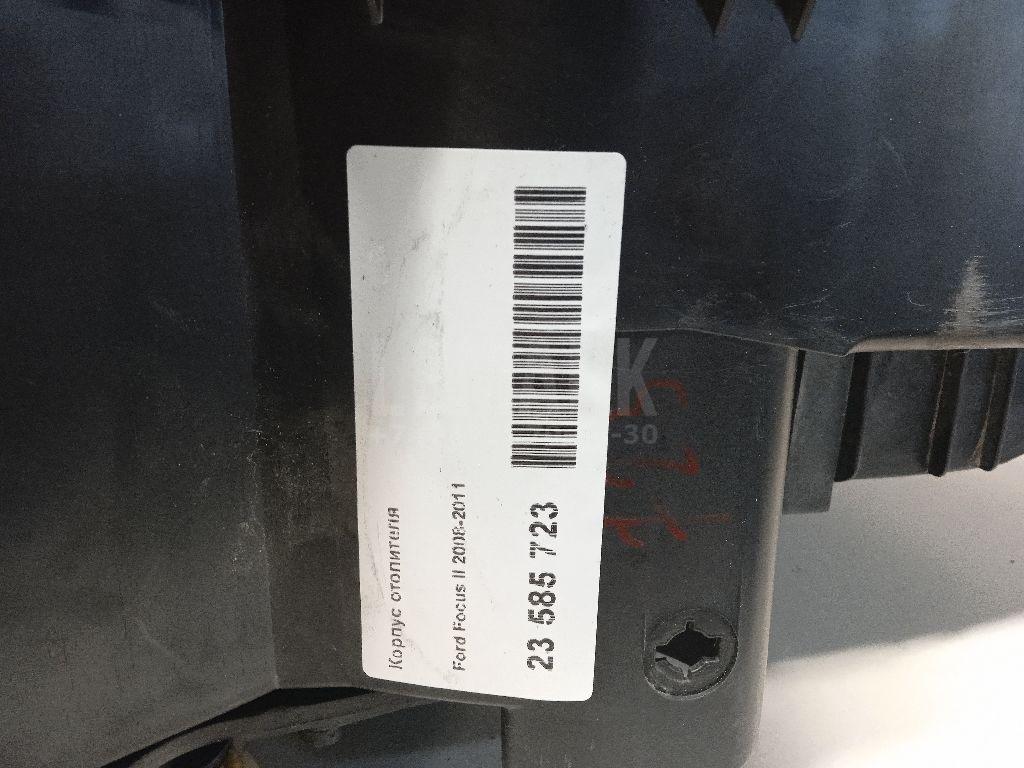 Корпус отопителя
Ford Focus II 2008-2011
23 585 723